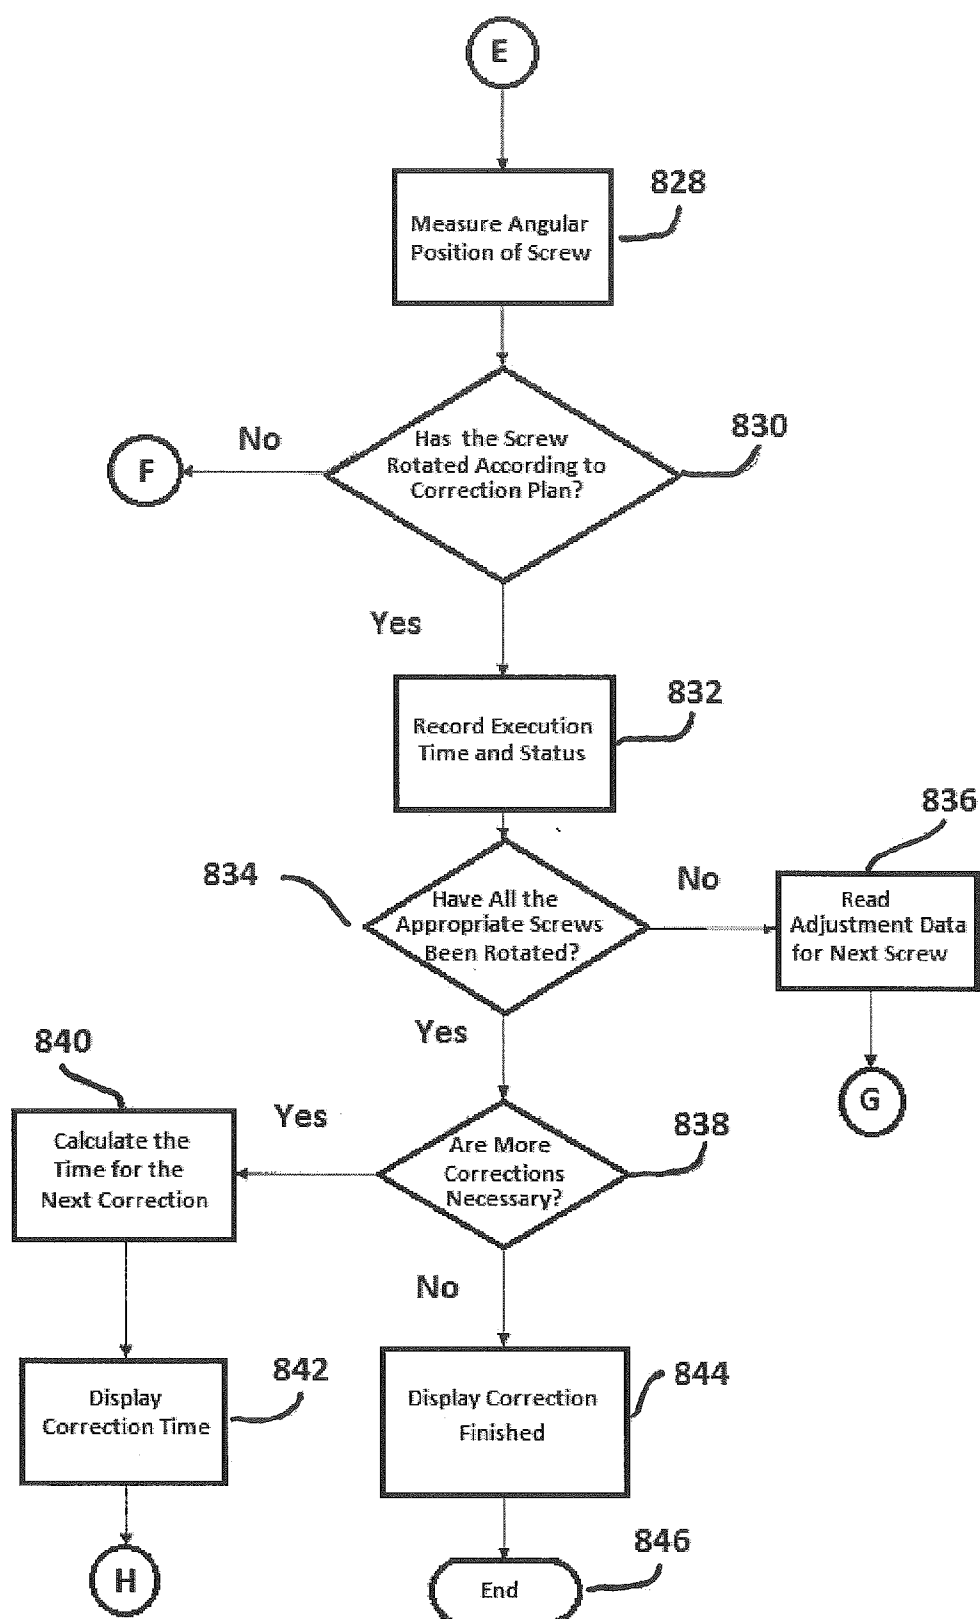 E
828
Measure Angular
Position of Screw
830
Has the Screw
Rotated According to
Correction Plan?
No
F
Yes
832
Record Execution
Time and Status
834
Have All the
Appropriate Screws
Been Rotated?
No
836
Read
Adjustment Data
for Next Screw
G
Yes
838
Are More
Corrections
Necessary?
Yes
840
Calculate the
Time for the
Next Correction
842
Display
Correction Time
H
No
844
Display Correction
Finished
846
End